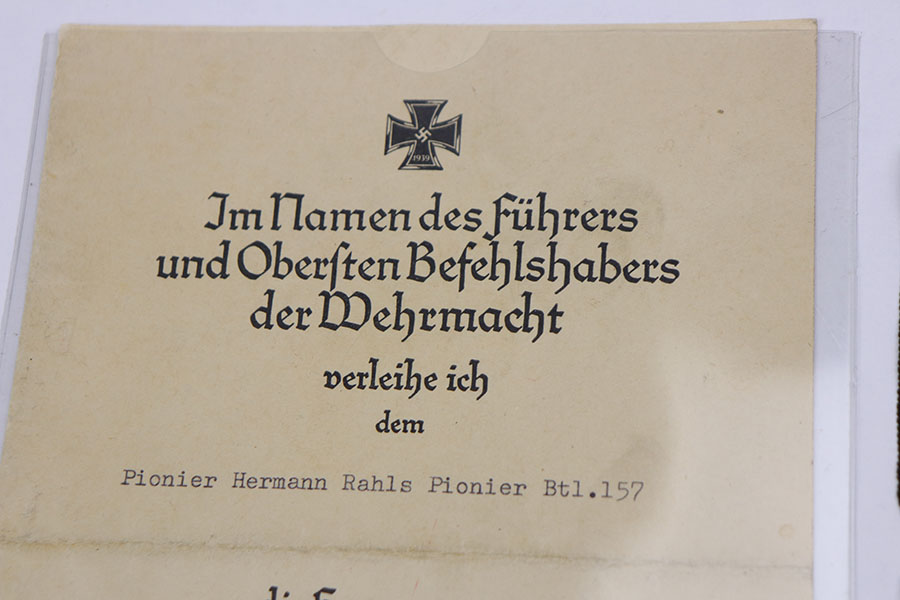 1939
Im Namen des Führers
und Oberſten Befehlshabers
der Wehrmacht
verleihe ich
dem
Pionier Hermann Rahls Pionier Btl.157